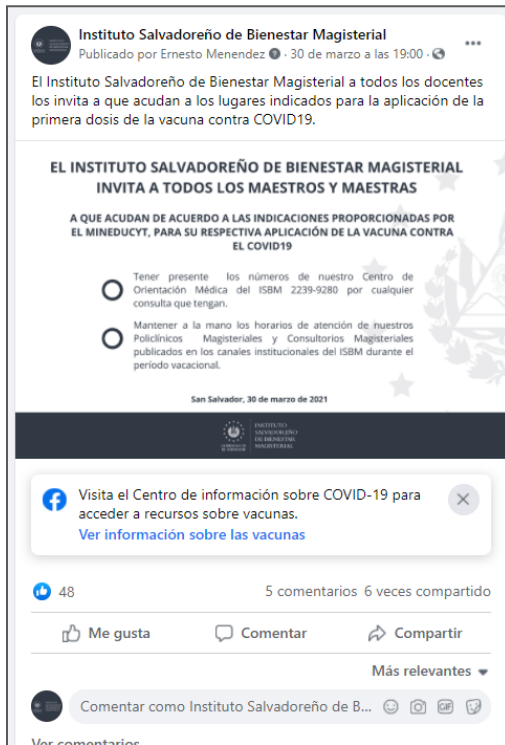 Instituto Salvadoreño de Bienestar Magisterial
Publicado por Ernesto Menendez · 30 de marzo a las 19:00 ·
El Instituto Salvadoreño de Bienestar Magisterial a todos los docentes
los invita a que acudan a los lugares indicados para la aplicación de la
primera dosis de la vacuna contra COVID19.
EL INSTITUTO SALVADOREÑO DE BIENESTAR MAGISTERIAL
INVITA A TODOS LOS MAESTROS Y MAESTRAS
A QUE ACUDAN DE ACUERDO A LAS INDICACIONES PROPORCIONADAS POR
EL MINEDUCYT, PARA SU RESPECTIVA APLICACIÓN DE LA VACUNA CONTRA
EL COVID19
Tener presente los números de nuestro Centro de
Orientación Médica del ISBM 2239-9280 por cualquier
consulta que tengan.
Mantener a la mano los horarios de atención de nuestros
Policlínicos Magisteriales y Consultorios Magisteriales
publicados en los canales institucionales del ISBM durante el
período vacacional.
San Salvador, 30 de marzo de 2021
INSTITUTO
SALVADOREÑO
DE BIENESTAR
MAGISTERIAL
Visita el Centro de información sobre COVID-19 para
acceder a recursos sobre vacunas.
Ver información sobre las vacunas
48
5 comentarios 6 veces compartido
Me gusta Comentar Compartir
Más relevantes
Comentar como Instituto Salvadoreño de B...
GIF
Ver comentarios